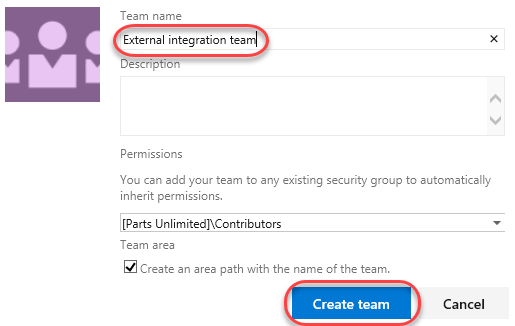 Team name
External integration team
Description
Permissions
You can add your team to any existing security group to automatically
inherit permissions.
[Parts Unlimited]\Contributors
Team area
Create an area path with the name of the team.
Create team Cancel